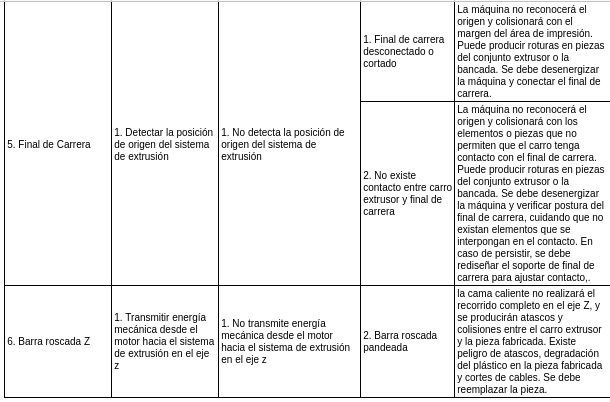 5. Final de Carrera
1. Detectar la posición
de origen del sistema
de extrusión
1. No detecta la posición de
origen del sistema de
extrusión
1. Final de carrera
desconectado o
cortado
La máquina no reconocerá el
origen y colisionará con el
margen del área de impresión.
Puede producir roturas en piezas
del conjunto extrusor o la
bancada. Se debe desenergizar
la máquina y conectar el final de
carrera.
2. No existe
contacto entre carro
extrusor y final de
carrera
La máquina no reconocerá el
origen y colisionará con los
elementos o piezas que no
permiten que el carro tenga
contacto con el final de carrera.
Puede producir roturas en piezas
del conjunto extrusor o la
bancada. Se debe desenergizar
la máquina y verificar postura del
final de carrera, cuidando que no
existan elementos que se
interpongan en el contacto. En
caso de persistir, se debe
rediseñar el soporte de final de
carrera para ajustar contacto,.
6. Barra roscada Z
1. Transmitir energía
mecánica desde el
motor hacia el sistema
de extrusión en el eje
z
1. No transmite energía
mecánica desde el motor
hacia el sistema de extrusión
en el eje z
2. Barra roscada
pandeada
la cama caliente no realizará el
recorrido completo en el eje Z, y
se producirán atascos y
colisiones entre el carro extrusor
y la pieza fabricada. Existe
peligro de atascos, degradación
del plástico en la pieza fabricada
y cortes de cables. Se debe
reemplazar la pieza.